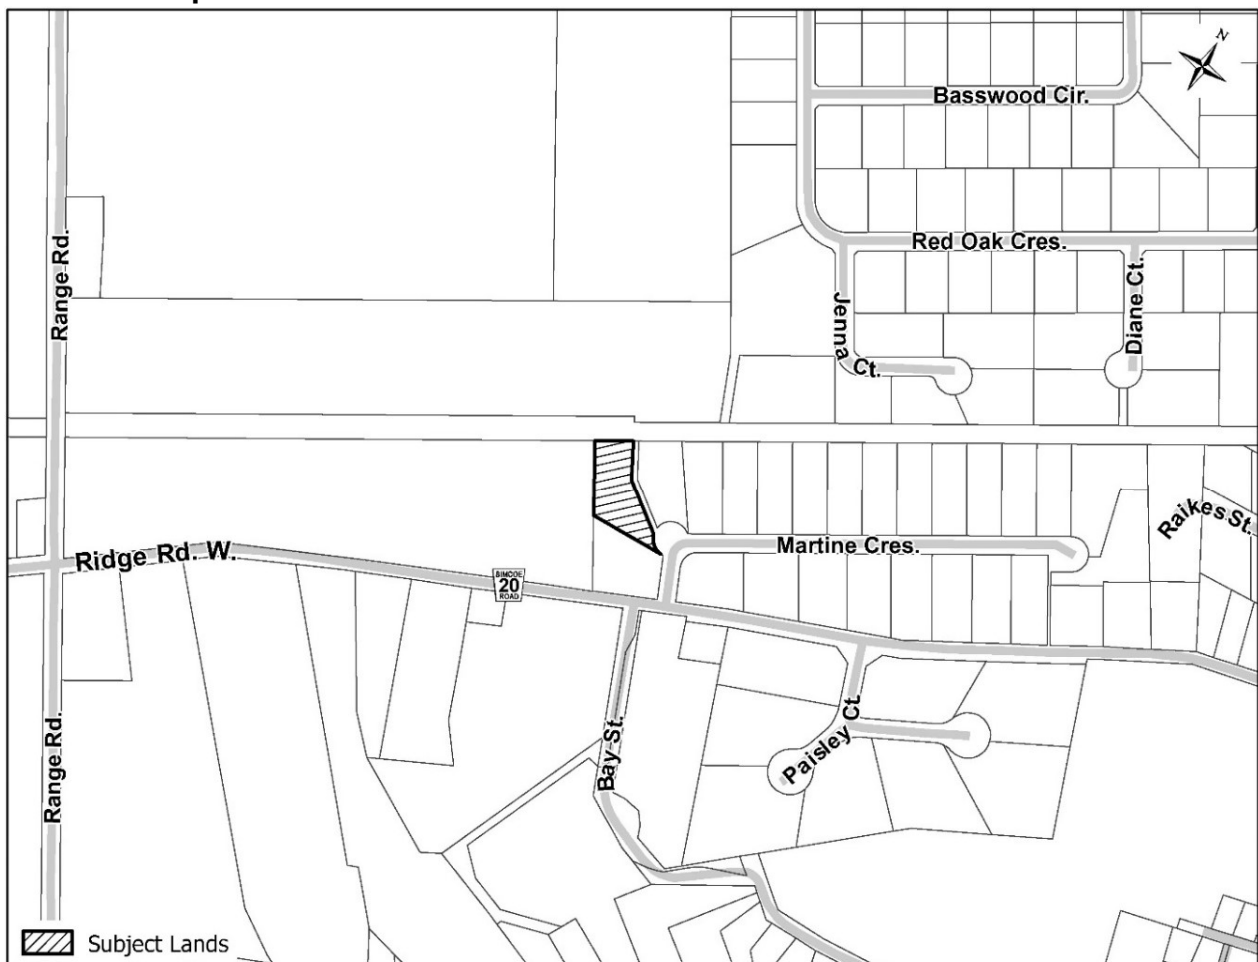 N
Basswood Cir.
Range Rd.
Red Oak Cres.
Jenna Ct.
Diane Ct.
Raikes St.
Ridge Rd. W.
SIMCOE
20
ROAD
Martine Cres.
Range Rd.
Bay St.
Paisley Ct.
Subject Lands